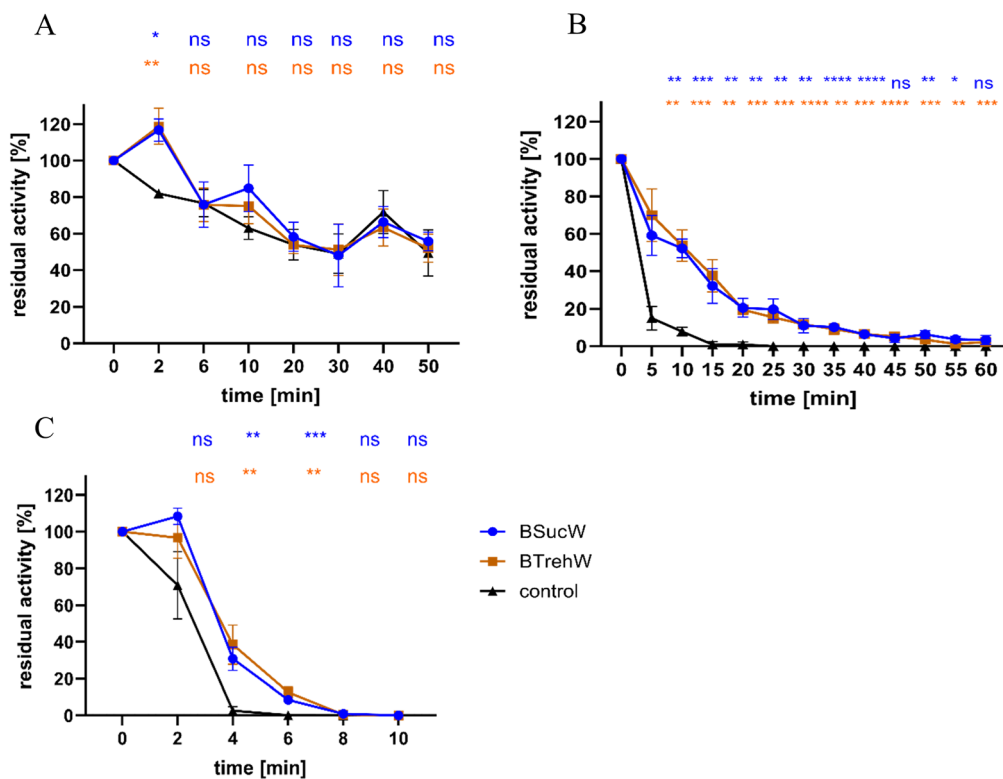 A
* ns ns ns ns ns ns
** ns ns ns ns ns ns
residual activity [%]
120
100
80
60
40
20
0
0 2 6 10 20 30 40 50
time [min]
B
** *** ** ** ** ** **** **** ns ** * ns
** *** ** *** *** **** ** *** **** *** ** ***
residual activity [%]
120
100
80
60
40
20
0
0 5 10 15 20 25 30 35 40 45 50 55 60
time [min]
C
ns ** *** ns ns
ns ** ** ns ns
residual activity [%]
120
100
80
60
40
20
0
0 2 4 6 8 10
time [min]
BSucW
BTrehW
control